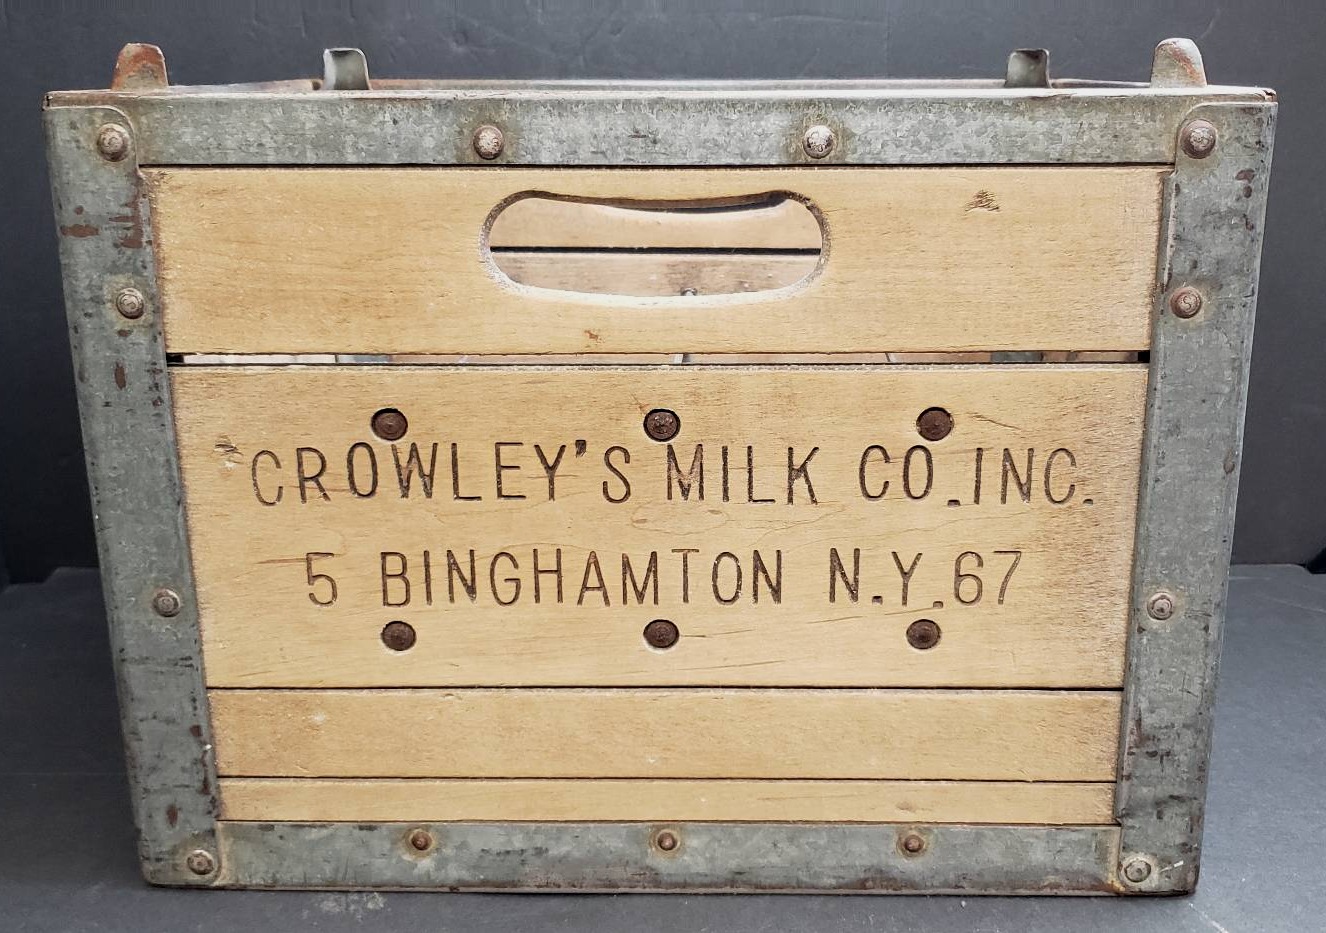 CROWLEY'S MILK CO. INC.
5 BINGHAMTON N.Y. 67